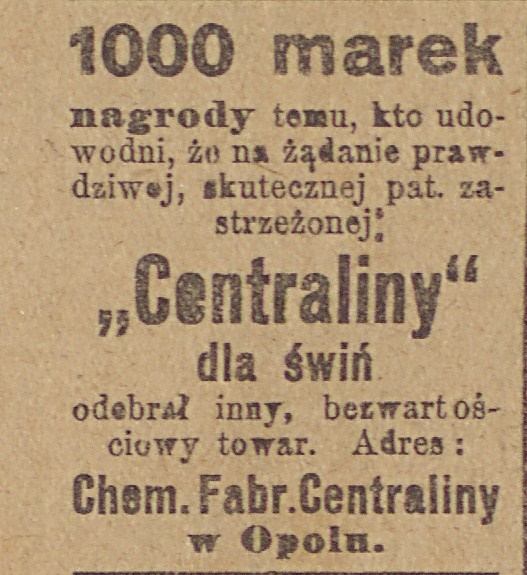 1000 marek
nagrody temu, kto udo-
wodni, że na żądanie praw-
dziwej, skutecznej pat. za-
strzeżonej:
„Centraliny“
dla świń
odebrał inny, bezwartoś-
ciowy towar. Adres:
Chem. Fabr. Centraliny
w Opolu.